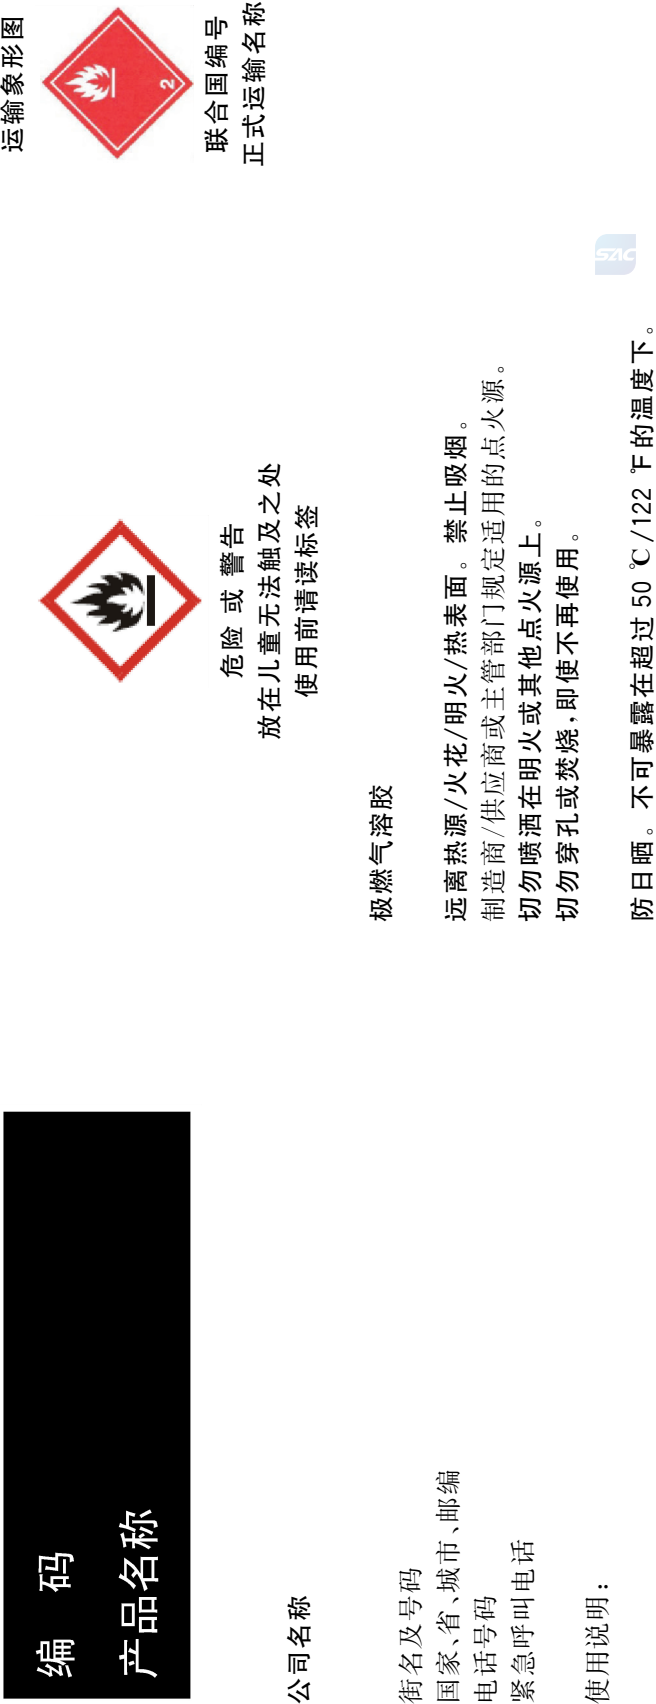 编 码
产品名称
公司名称
街名及号码
国家、省、城市、邮编
电话号码
紧急呼叫电话
使用说明：
危险 或 警告
放在儿童无法触及之处
使用前请读标签
极燃气溶胶
远离热源/火花/明火/热表面。禁止吸烟。
制造商/供应商或主管部门规定适用的点火源。
切勿喷洒在明火或其他点火源上。
切勿穿孔或焚烧,即使不再使用。
防日晒。不可暴露在超过 50 ℃/122 ℉的温度下。
运输象形图
2
联合国编号
正式运输名称
SZIC